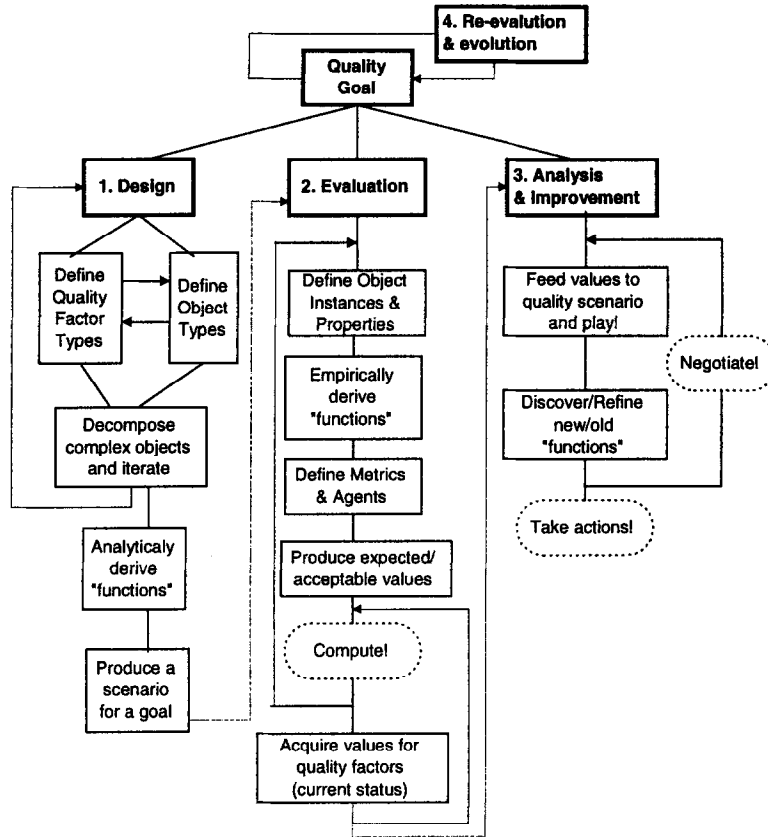 4. Re-evalution
& evolution
Quality
Goal
1. Design
2. Evaluation
3. Analysis
& Improvement
Define
Quality
Factor
Types
Define
Object
Types
Decompose
complex objects
and iterate
Analyticaly
derive
"functions"
Produce a
scenario
for a goal
Define Object
Instances &
Properties
Empirically
derive
"functions"
Define Metrics
& Agents
Produce expected/
acceptable values
Compute!
Acquire values for
quality factors
(current status)
Feed values to
quality scenario
and play!
Negotiate!
Discover/Refine
new/old
"functions"
Take actions!